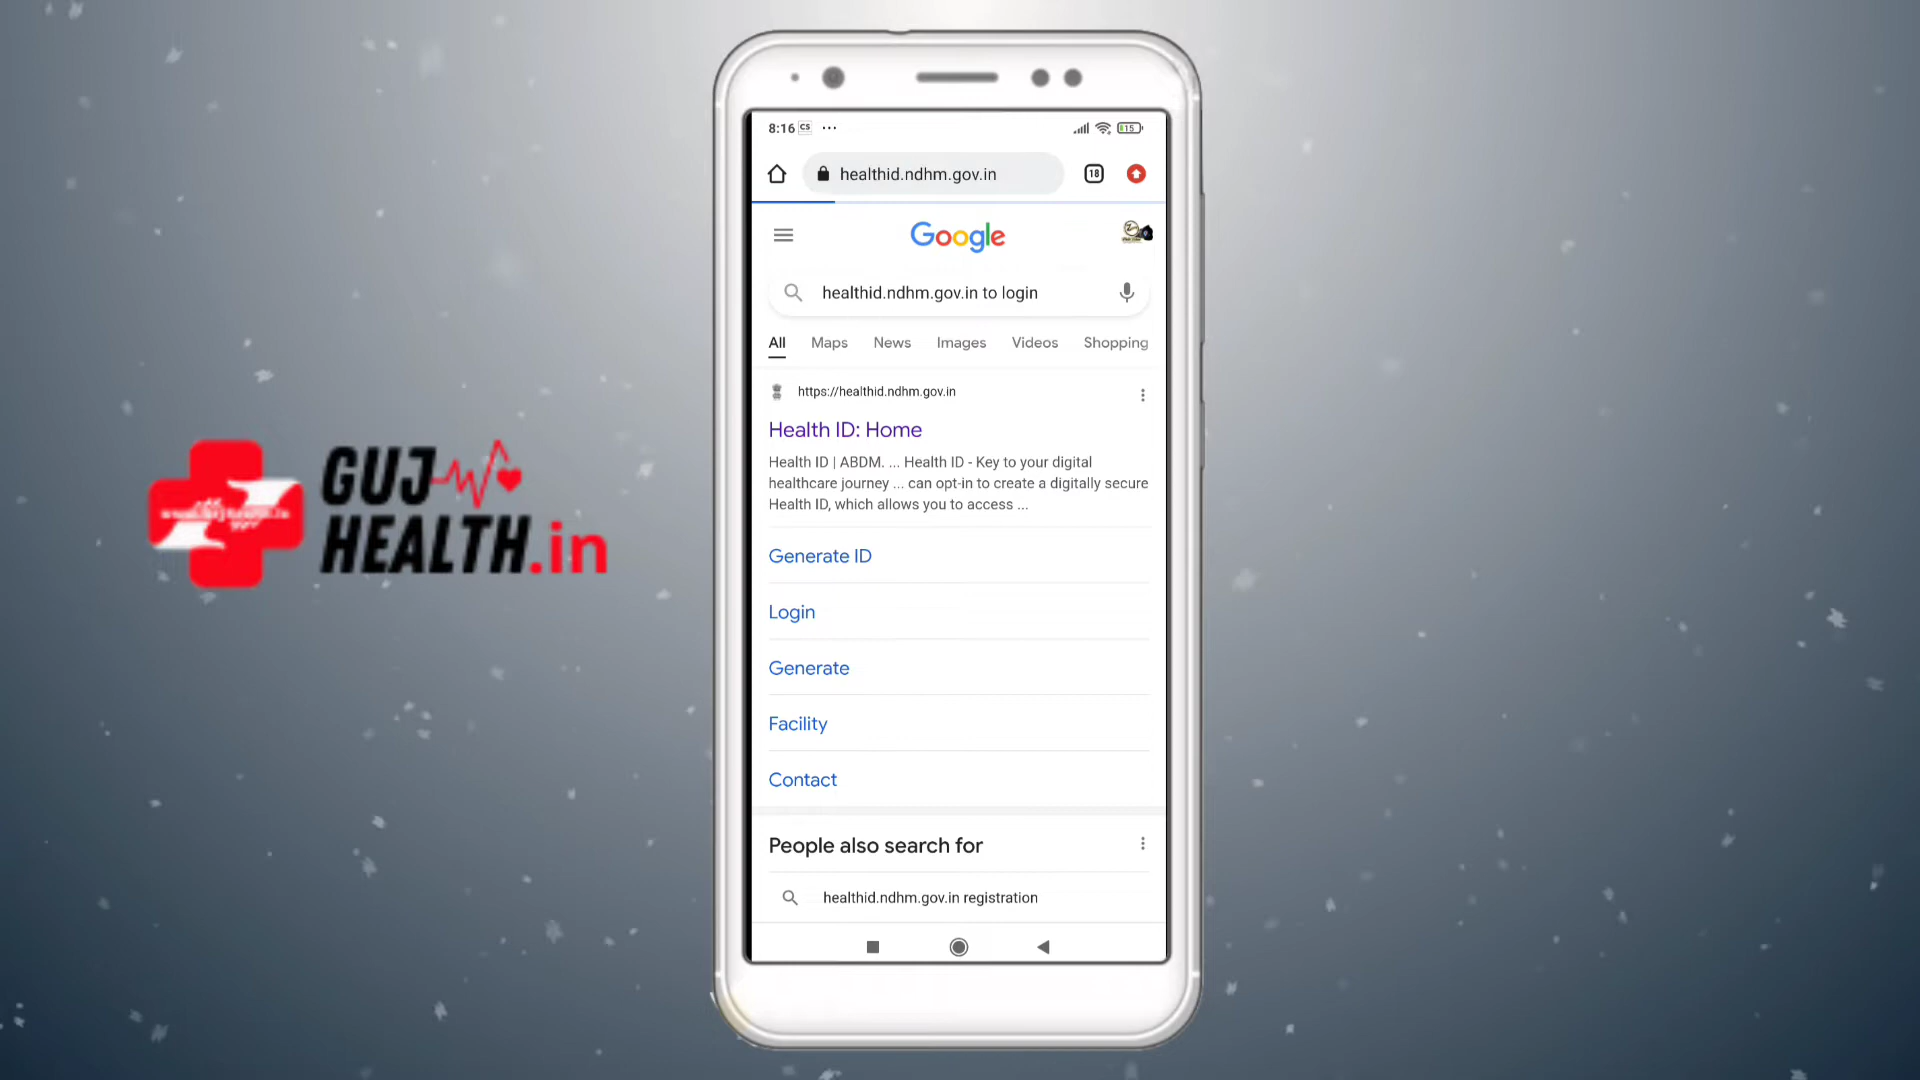 GUJ
HEALTH.in
8:16 CS ...
15
healthid.ndhm.gov.in
18
Google
healthid.ndhm.gov.in to login
All Maps News Images Videos Shopping
https://healthid.ndhm.gov.in
Health ID: Home
Health ID | ABDM. ... Health ID - Key to your digital
healthcare journey ... can opt-in to create a digitally secure
Health ID, which allows you to access ...
Generate ID
Login
Generate
Facility
Contact
People also search for
healthid.ndhm.gov.in registration